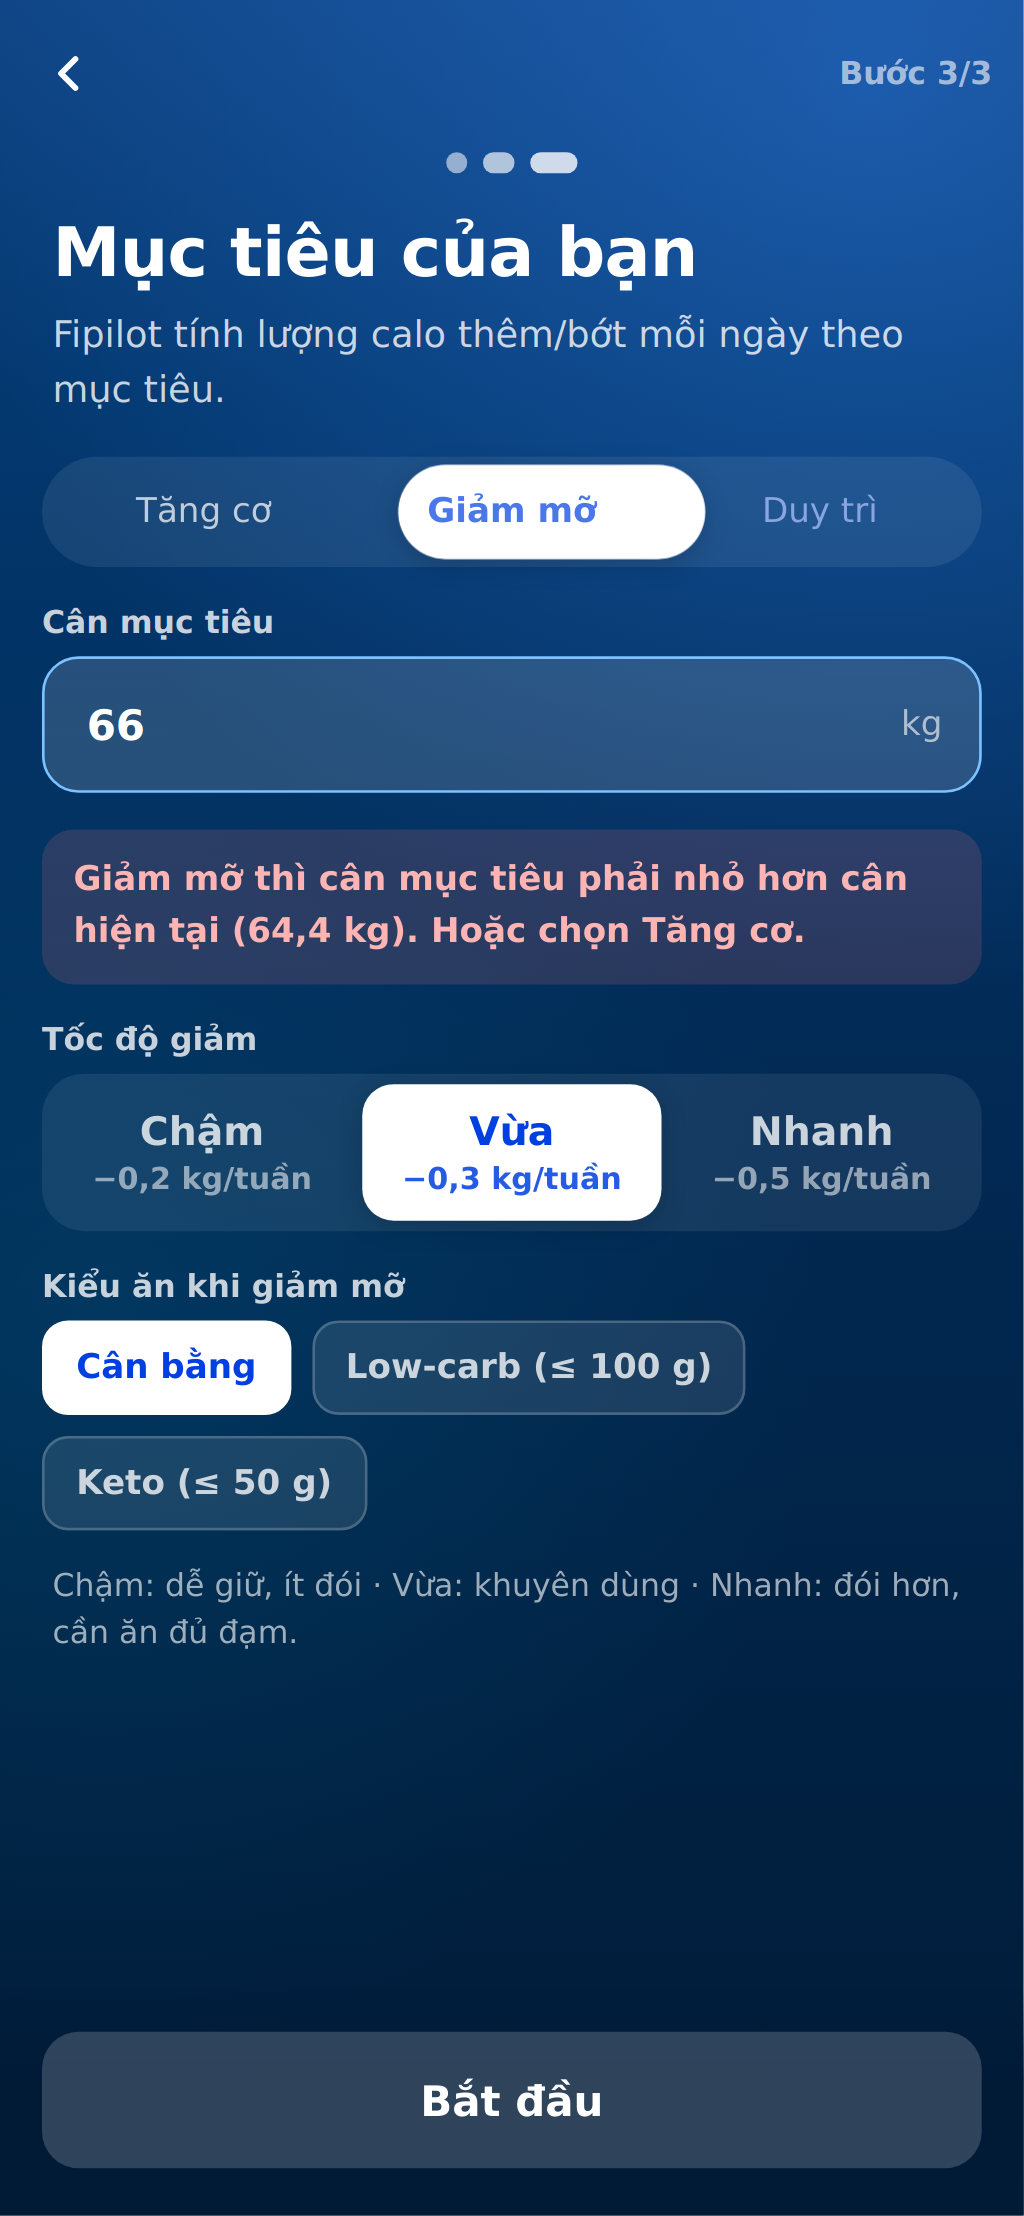 Bước 3/3
Mục tiêu của bạn
Fipilot tính lượng calo thêm/bớt mỗi ngày theo
mục tiêu.
Tăng cơ
Giảm mỡ
Duy trì
Cân mục tiêu
66
kg
Giảm mỡ thì cân mục tiêu phải nhỏ hơn cân
hiện tại (64,4 kg). Hoặc chọn Tăng cơ.
Tốc độ giảm
Chậm
−0,2 kg/tuần
Vừa
−0,3 kg/tuần
Nhanh
−0,5 kg/tuần
Kiểu ăn khi giảm mỡ
Cân bằng
Low-carb (≤ 100 g)
Keto (≤ 50 g)
Chậm: dễ giữ, ít đói · Vừa: khuyên dùng · Nhanh: đói hơn,
cần ăn đủ đạm.
Bắt đầu